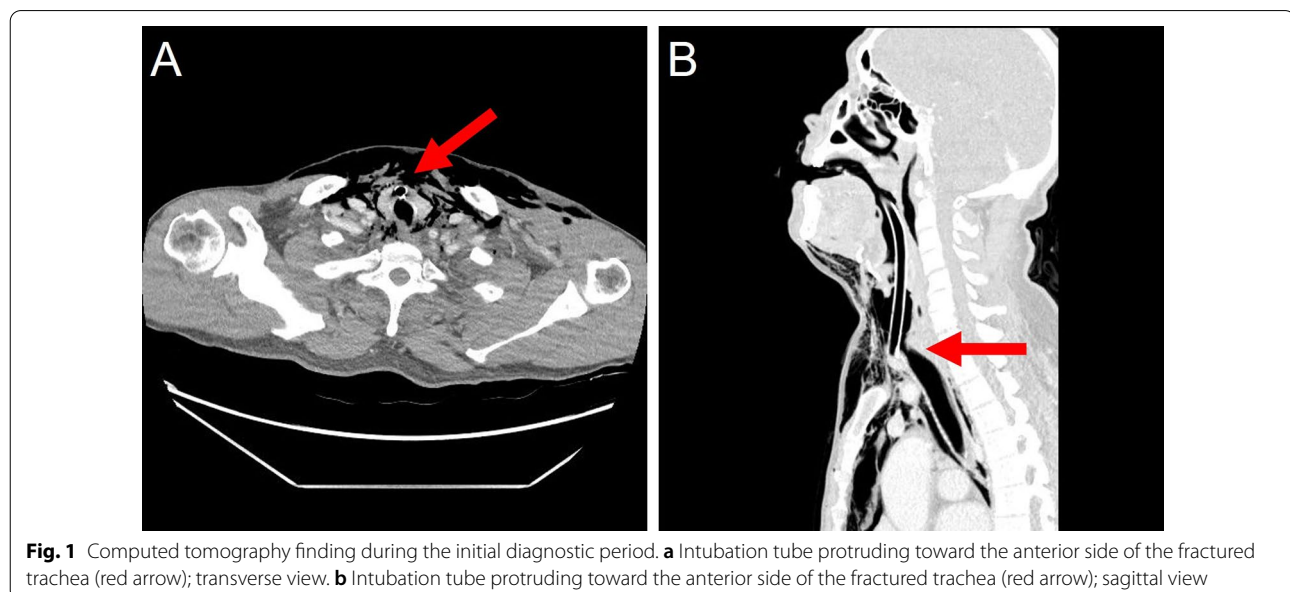 A
B
Fig. 1 Computed tomography finding during the initial diagnostic period. a Intubation tube protruding toward the anterior side of the fractured
trachea (red arrow); transverse view. b Intubation tube protruding toward the anterior side of the fractured trachea (red arrow); sagittal view